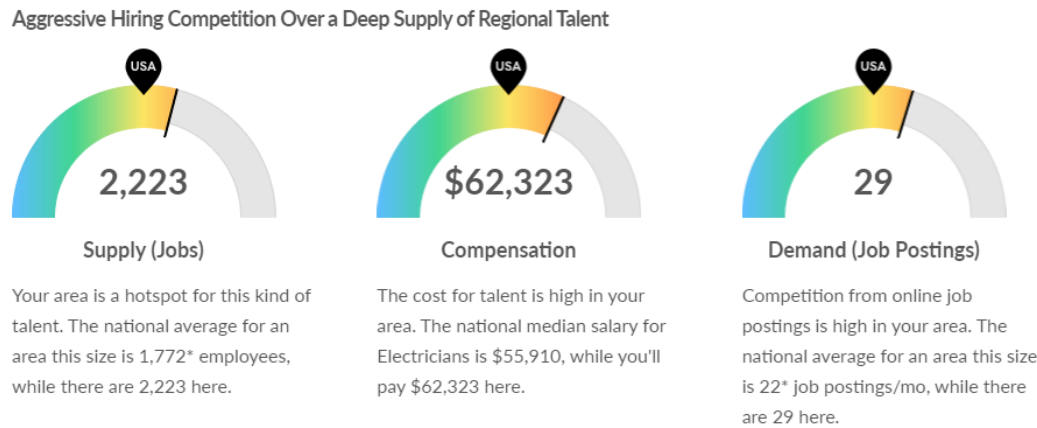 Aggressive Hiring Competition Over a Deep Supply of Regional Talent
USA
USA
USA
2,223
$62,323
29
Supply (Jobs)
Compensation
Demand (Job Postings)
Your area is a hotspot for this kind of
talent. The national average for an
area this size is 1,772* employees,
while there are 2,223 here.
The cost for talent is high in your
area. The national median salary for
Electricians is $55,910, while you'll
pay $62,323 here.
Competition from online job
postings is high in your area. The
national average for an area this size
is 22* job postings/mo, while there
are 29 here.